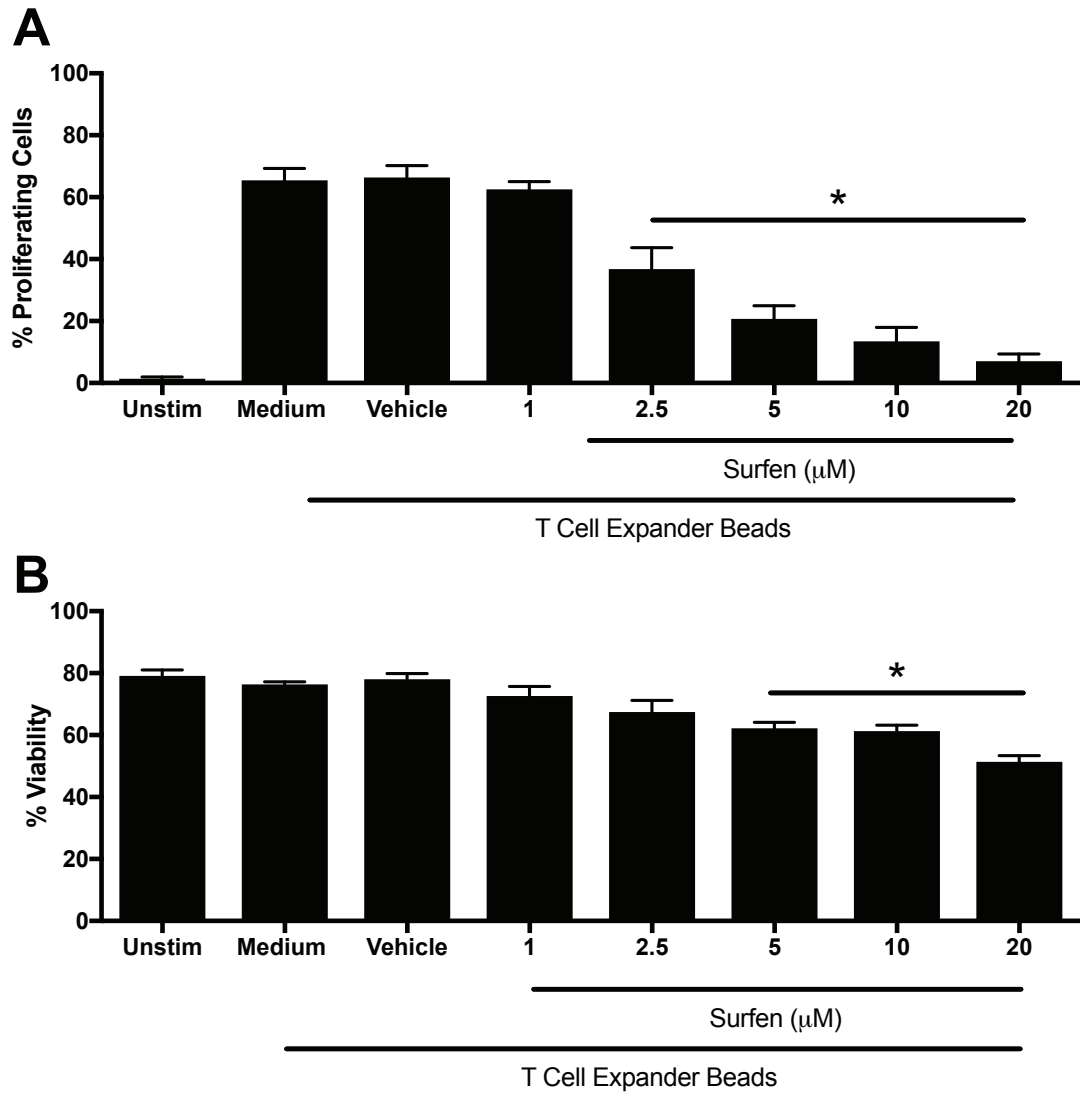 A
100
80
60
40
20
0
% Proliferating Cells
*
Unstim Medium Vehicle 1 2.5 5 10 20
Surfen (μM)
T Cell Expander Beads
B
100
80
60
40
20
0
% Viability
*
Unstim Medium Vehicle 1 2.5 5 10 20
Surfen (μM)
T Cell Expander Beads